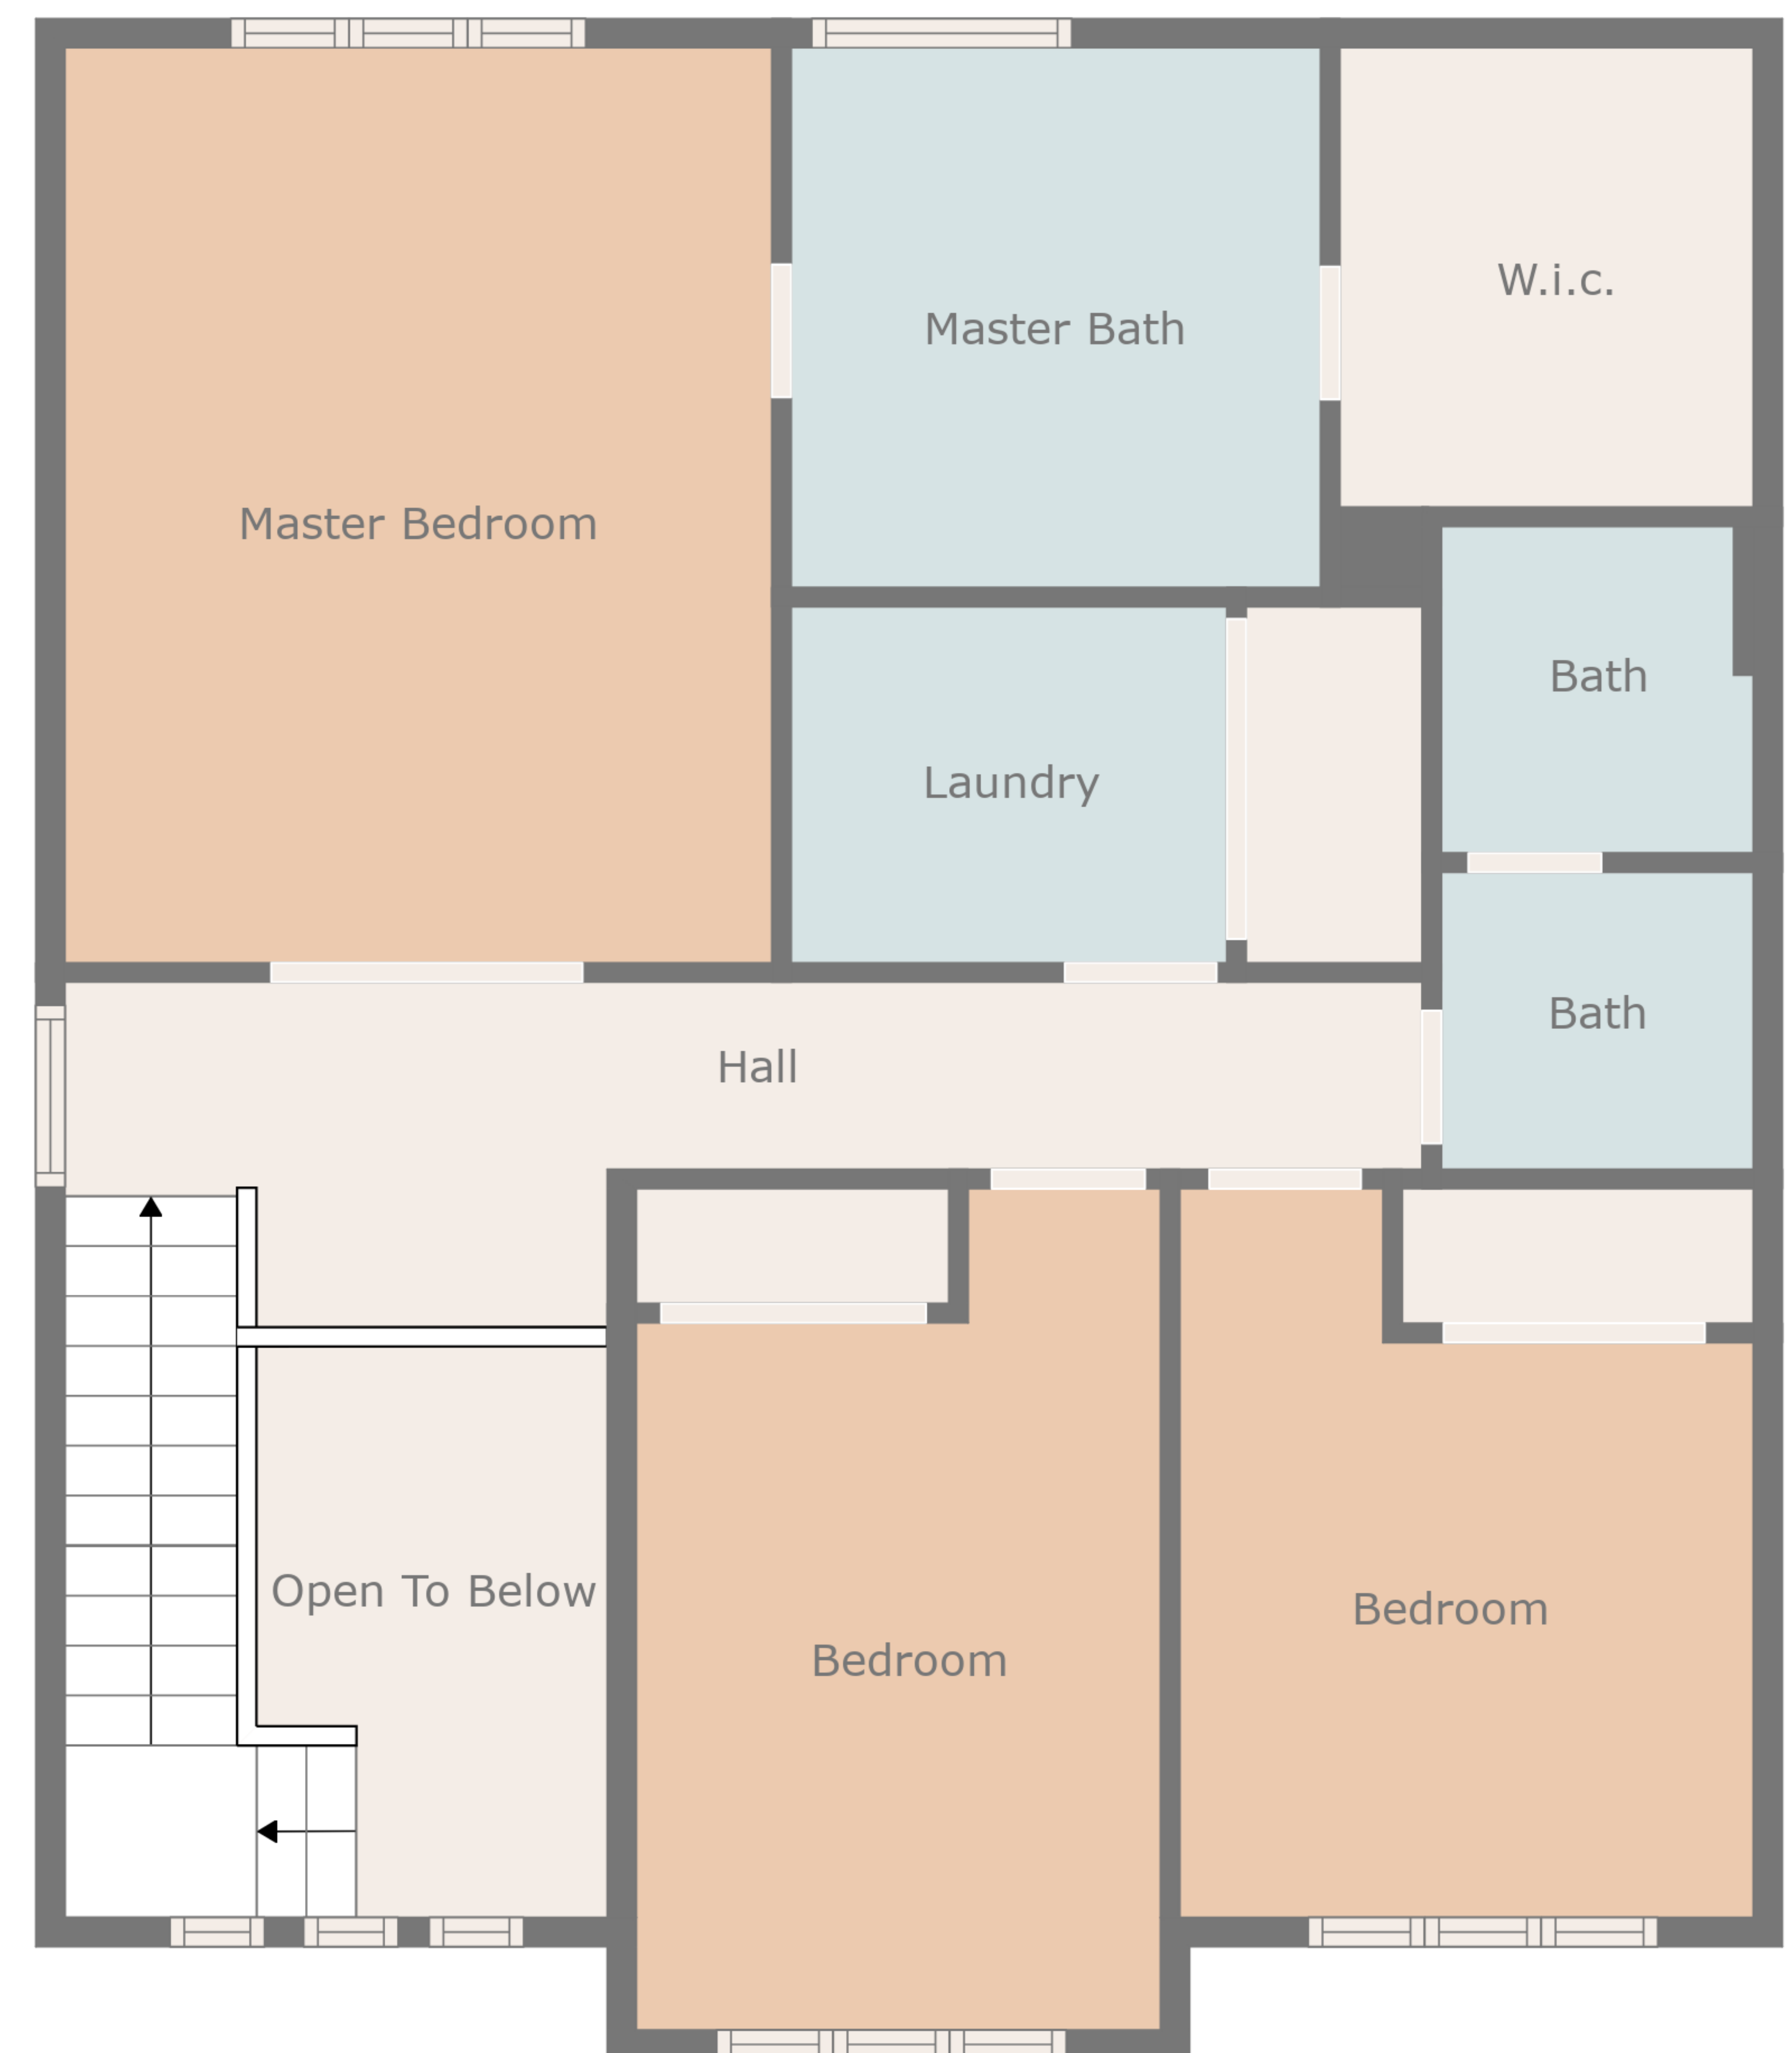 W.i.c.
Master Bath
Master Bedroom
Bath
Laundry
Bath
Hall
Open To Below
Bedroom
Bedroom